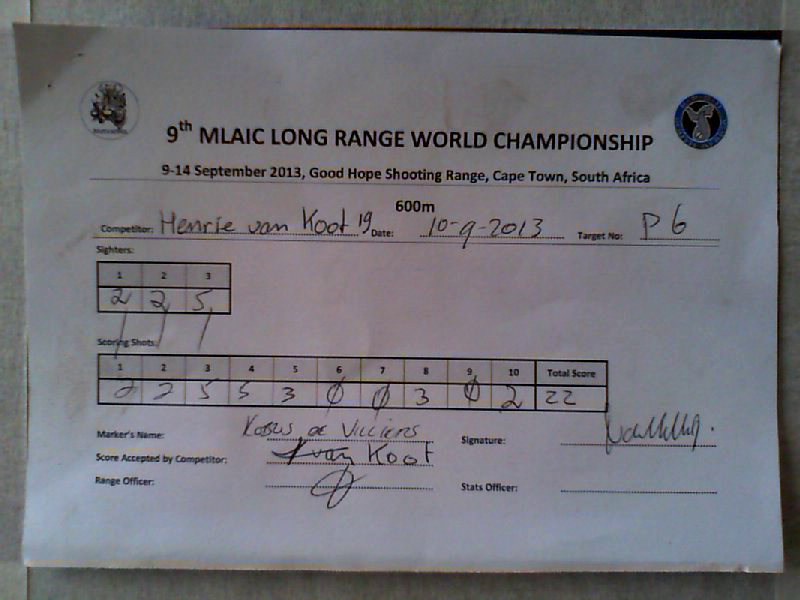 9th MLAIC LONG RANGE WORLD CHAMPIONSHIP
9-14 September 2013, Good Hope Shooting Range, Cape Town, South Africa
600m
Competitor: Henrie van Koot 19 Date: 10-9-2013 Target No: P6
Sighters:
1 2 3
2 2 5
Scoring Shots:
1 2 3 4 5 6 7 8 9 10 Total Score
2 2 5 5 3 0 0 3 0 2 22
Marker's Name: Kobus de Villiers Signature:
Score Accepted by Competitor: van Koot
Range Officer: Stats Officer: